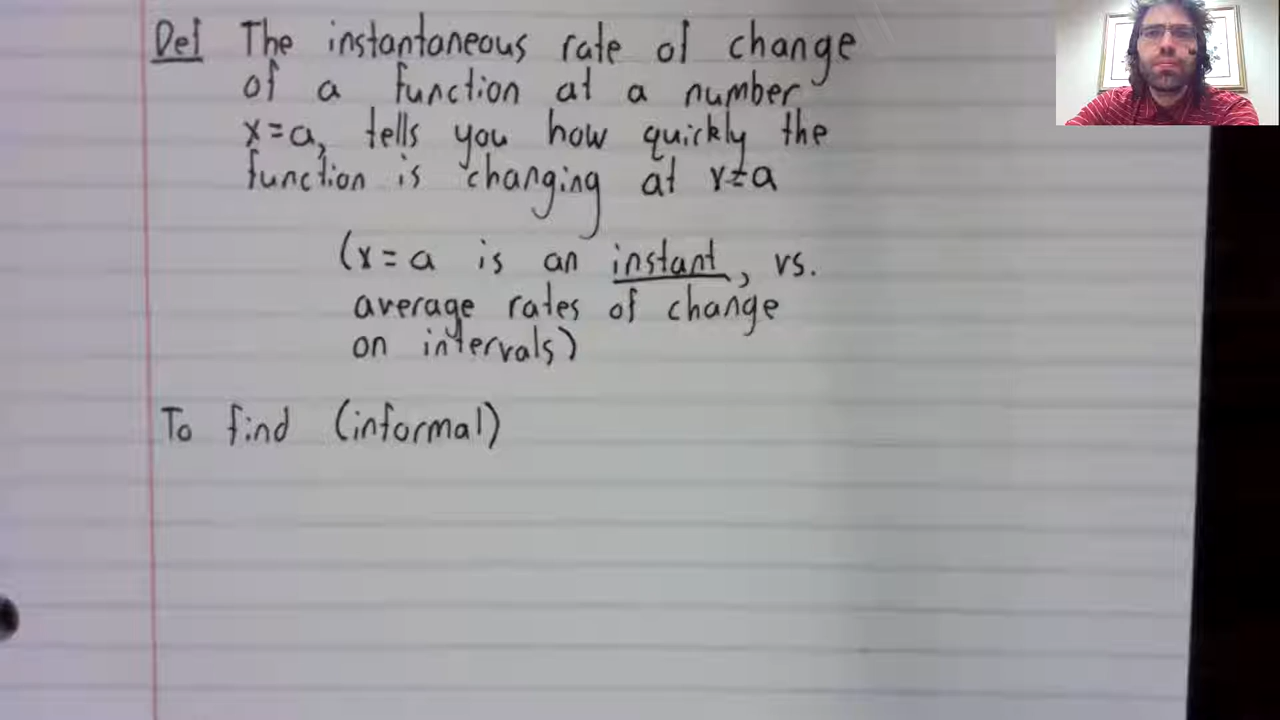 Def The instantaneous rate of change
of a function at a number
x=a, tells you how quickly the
function is changing at x=a
(x=a is an instant, vs.
average rates of change
on intervals)
To find (informal)